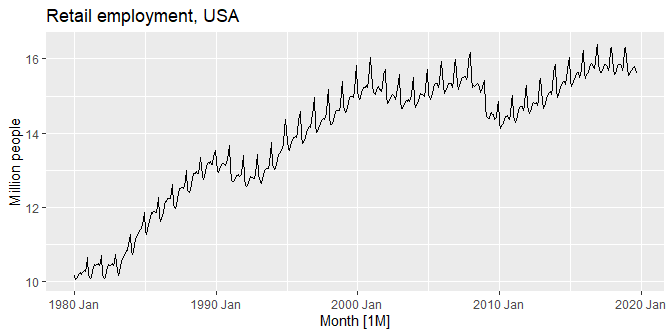 Retail employment, USA
Million people
16
14
12
10
1980 Jan 1990 Jan 2000 Jan 2010 Jan 2020 Jan
Month [1M]